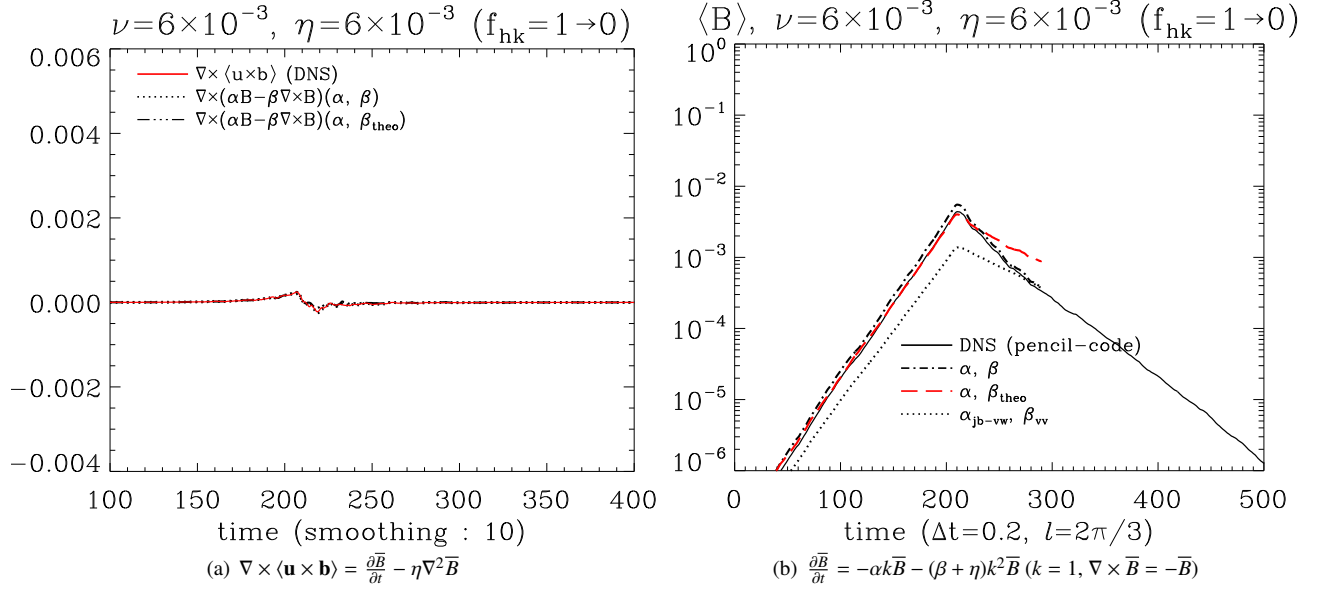 ν=6×10⁻³, η=6×10⁻³ (f_hk=1→0)
0.006
0.004
0.002
0.000
−0.002
−0.004
∇×⟨u×b⟩ (DNS)
∇×(αB−β∇×B)(α, β)
∇×(αB−β∇×B)(α, β_theo)
100 150 200 250 300 350 400
time (smoothing : 10)
(a) ∇ × ⟨u × b⟩ = ∂B̅/∂t − η∇²B̅
⟨B⟩, ν=6×10⁻³, η=6×10⁻³ (f_hk=1→0)
10⁰
10⁻¹
10⁻²
10⁻³
10⁻⁴
10⁻⁵
10⁻⁶
DNS (pencil−code)
α, β
α, β_theo
α_jb−vw, β_vv
0 100 200 300 400 500
time (Δt=0.2, l=2π/3)
(b) ∂B̅/∂t = −αkB̅ − (β + η)k²B̅ (k = 1, ∇ × B̅ = −B̅)